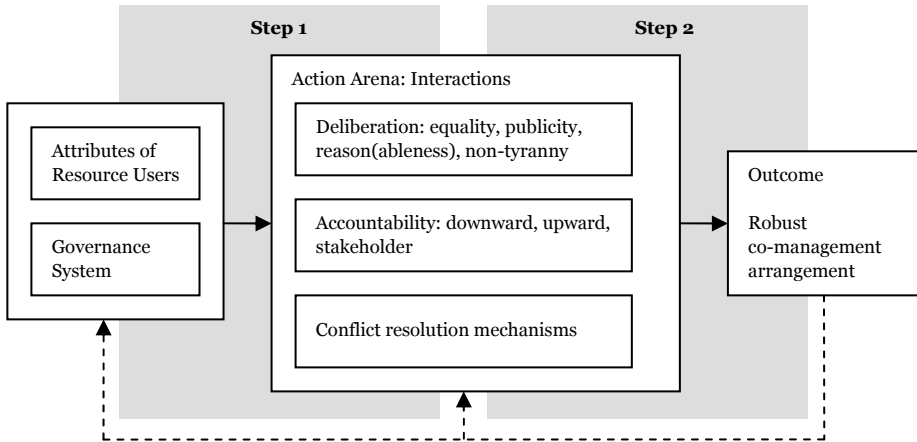 Step 1
Step 2
Action Arena: Interactions
Attributes of
Resource Users
Governance
System
Deliberation: equality, publicity,
reason(ableness), non-tyranny
Accountability: downward, upward,
stakeholder
Conflict resolution mechanisms
Outcome
Robust
co-management
arrangement